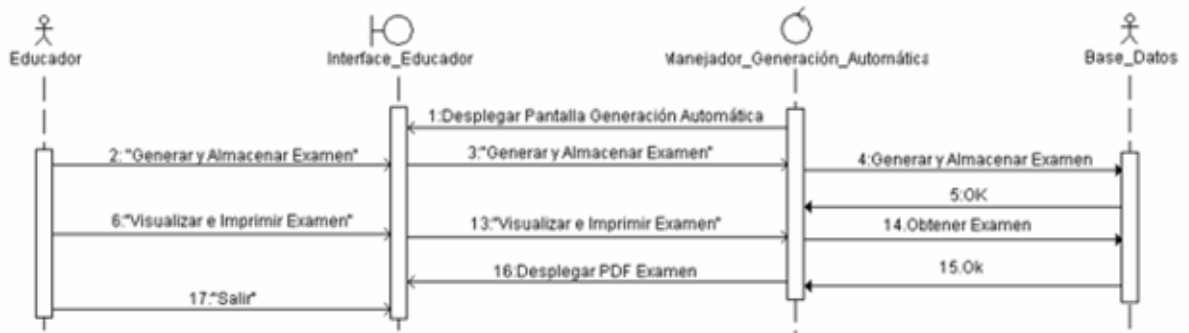 Educador
Interface_Educador
Manejador_Generación_Automática
Base_Datos
1:Desplegar Pantalla Generación Automática
2: "Generar y Almacenar Examen"
3:"Generar y Almacenar Examen"
4:Generar y Almacenar Examen
5:OK
6:"Visualizar e Imprimir Examen"
13:"Visualizar e Imprimir Examen"
14.Obtener Examen
16:Desplegar PDF Examen
15.Ok
17:"Salir"